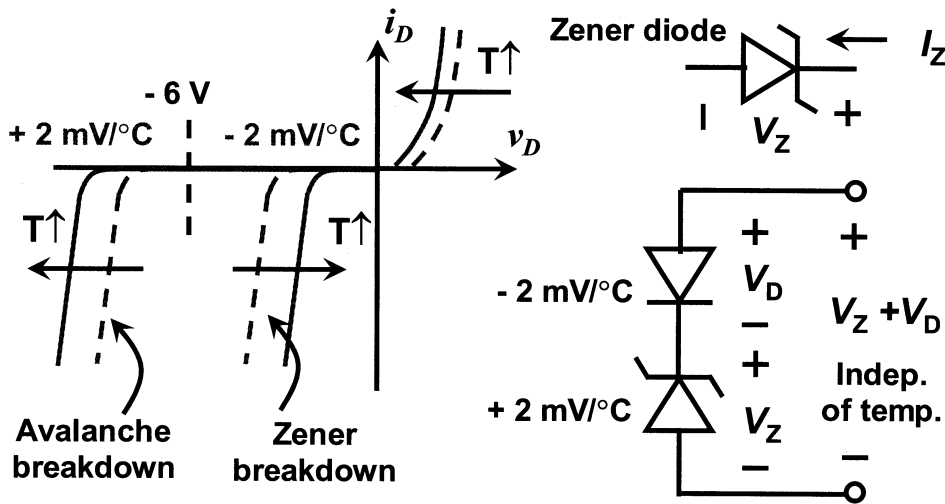 i_D
Zener diode
I_Z
T↑
- 6 V
+ 2 mV/°C
- 2 mV/°C
v_D
V_Z
T↑
T↑
- 2 mV/°C
V_D
V_Z + V_D
+ 2 mV/°C
V_Z
Indep.
of temp.
Avalanche
breakdown
Zener
breakdown